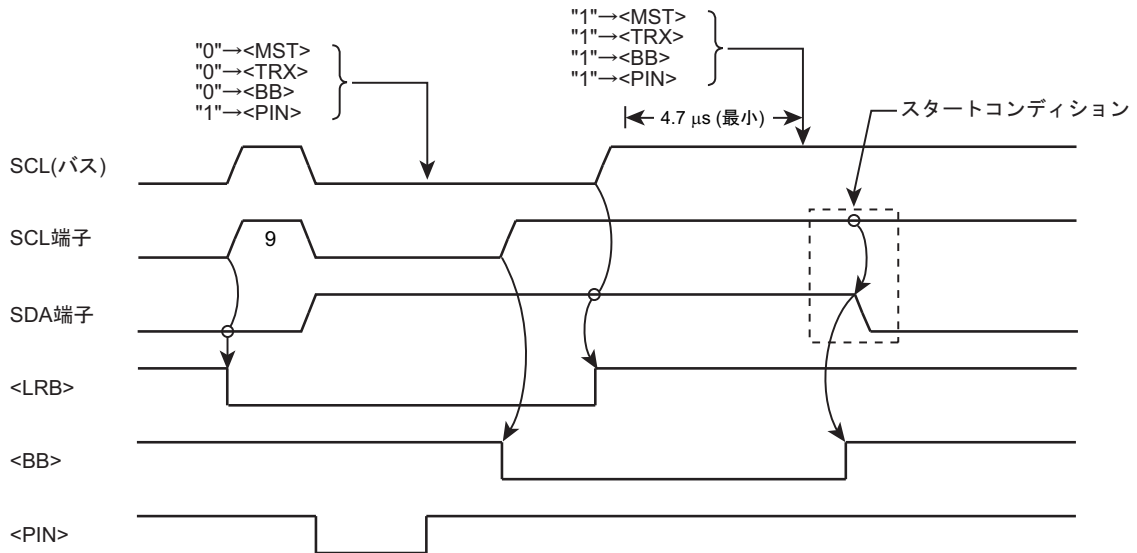 "0"→<MST>
"0"→<TRX>
"0"→<BB>
"1"→<PIN>
"1"→<MST>
"1"→<TRX>
"1"→<BB>
"1"→<PIN>
4.7 μs (最小)
スタートコンディション
SCL(バス)
SCL端子
9
SDA端子
<LRB>
<BB>
<PIN>